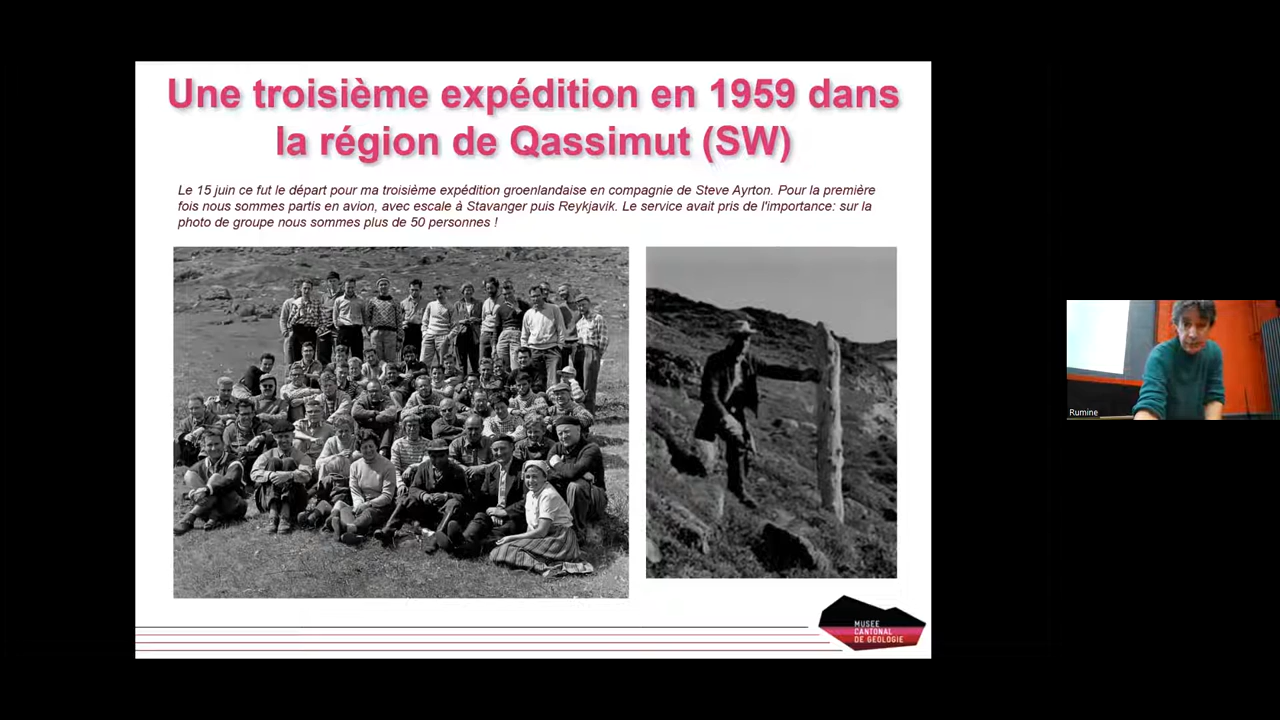 Une troisième expédition en 1959 dans
la région de Qassimut (SW)
Le 15 juin ce fut le départ pour ma troisième expédition groenlandaise en compagnie de Steve Ayrton. Pour la première
fois nous sommes partis en avion, avec escale à Stavanger puis Reykjavik. Le service avait pris de l'importance: sur la
photo de groupe nous sommes plus de 50 personnes !
Rumine
MUSEE
CANTONAL
DE GEOLOGIE